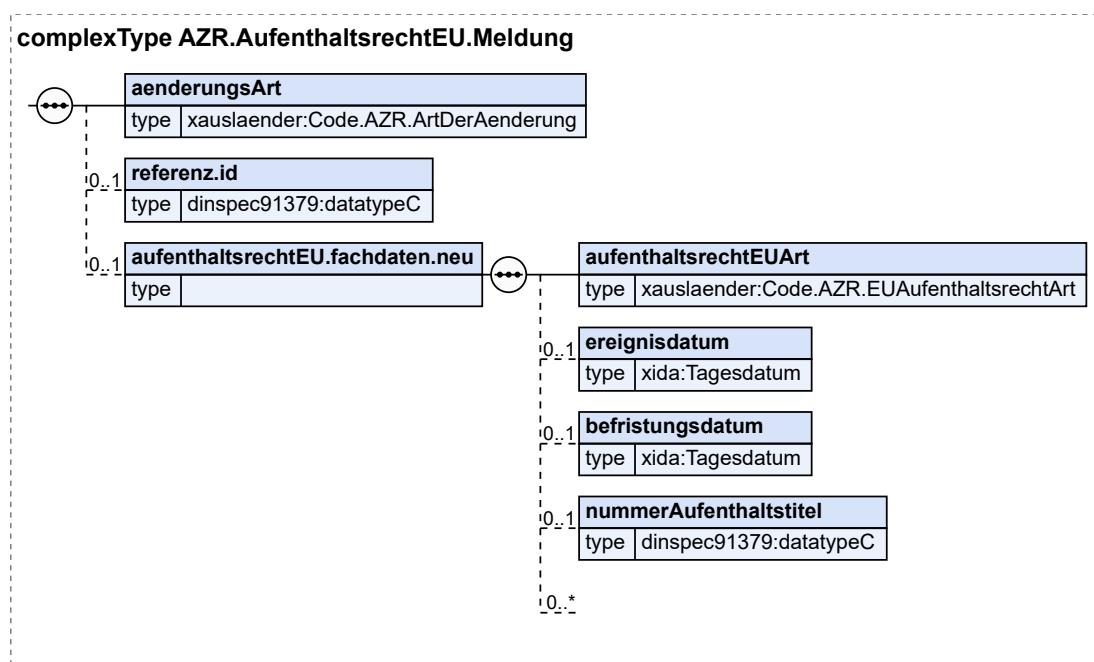 complexType AZR.AufenthaltsrechtEU.Meldung
aenderungsArt
type xauslaender:Code.AZR.ArtDerAenderung
0..1 referenz.id
type dinspec91379:datatypeC
0..1 aufenthaltsrechtEU.fachdaten.neu
type
aufenthaltsrechtEUArt
type xauslaender:Code.AZR.EUAufenthaltsrechtArt
0..1 ereignisdatum
type xida:Tagesdatum
0..1 befristungsdatum
type xida:Tagesdatum
0..1 nummerAufenthaltstitel
type dinspec91379:datatypeC
0..*